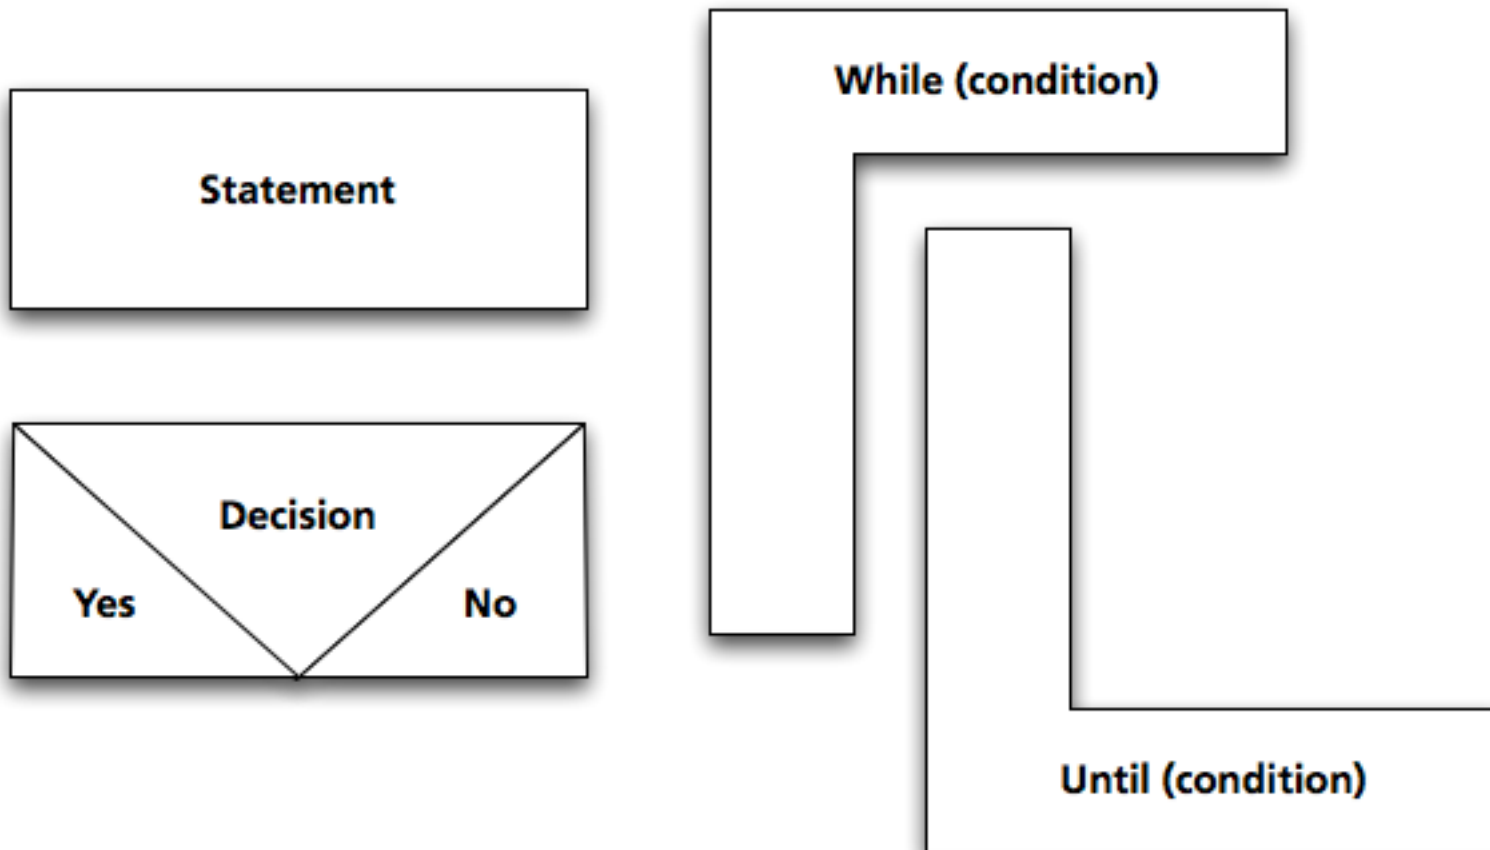 While (condition)
Statement
Decision
Yes
No
Until (condition)